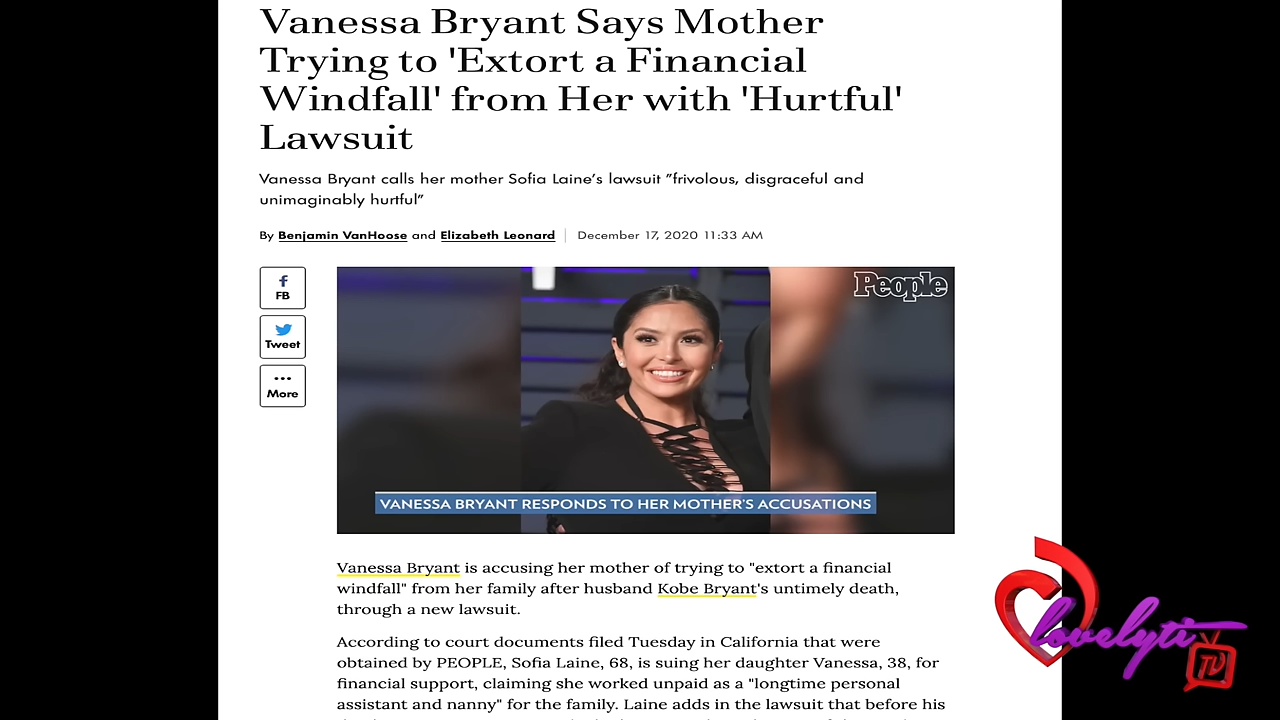 Vanessa Bryant Says Mother
Trying to 'Extort a Financial
Windfall' from Her with 'Hurtful'
Lawsuit
Vanessa Bryant calls her mother Sofia Laine's lawsuit "frivolous, disgraceful and
unimaginably hurtful"
By Benjamin VanHoose and Elizabeth Leonard December 17, 2020 11:33 AM
FB
Tweet
More
People
VANESSA BRYANT RESPONDS TO HER MOTHER'S ACCUSATIONS
Vanessa Bryant is accusing her mother of trying to "extort a financial
windfall" from her family after husband Kobe Bryant's untimely death,
through a new lawsuit.
According to court documents filed Tuesday in California that were
obtained by PEOPLE, Sofia Laine, 68, is suing her daughter Vanessa, 38, for
financial support, claiming she worked unpaid as a "longtime personal
assistant and nanny" for the family. Laine adds in the lawsuit that before his
lovelyti
TV